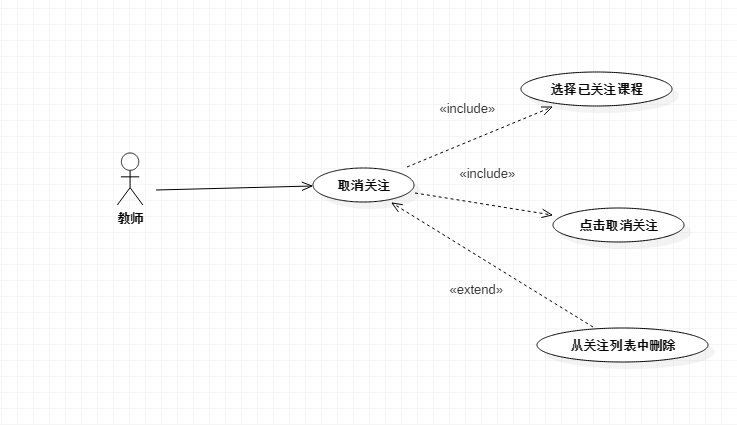 选择已关注课程
«include»
«include»
取消关注
教师
点击取消关注
«extend»
从关注列表中删除